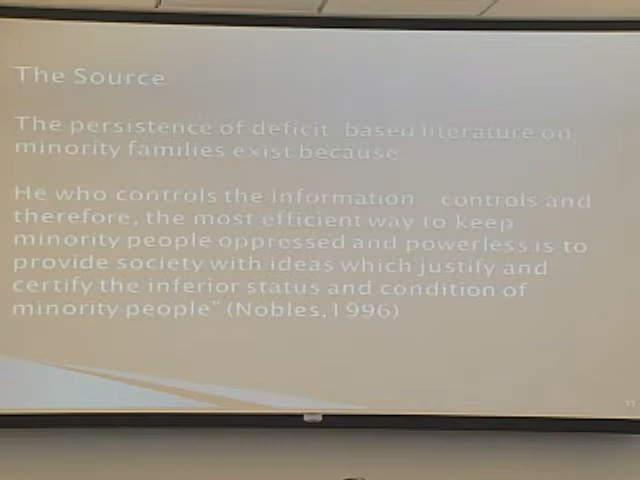 The Source
The persistence of deficit based literature on
minority families exist because
He who controls the information controls and
therefore, the most efficient way to keep
minority people oppressed and powerless is to
provide society with ideas which justify and
certify the inferior status and condition of
minority people" (Nobles,1996)